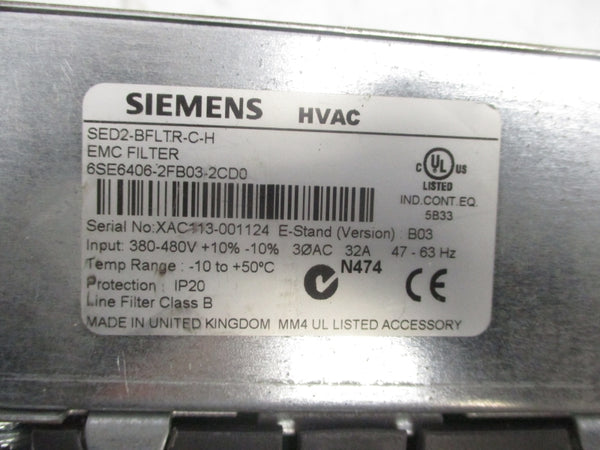 SIEMENS HVAC
SED2-BFLTR-C-H
EMC FILTER
6SE6406-2FB03-2CD0
C UL US
LISTED
IND.CONT.EQ.
5B33
Serial No:XAC113-001124 E-Stand (Version) : B03
Input: 380-480V +10% -10% 3ØAC 32A 47 - 63 Hz
Temp Range : -10 to +50ºC
N474
CE
Protection : IP20
Line Filter Class B
MADE IN UNITED KINGDOM MM4 UL LISTED ACCESSORY